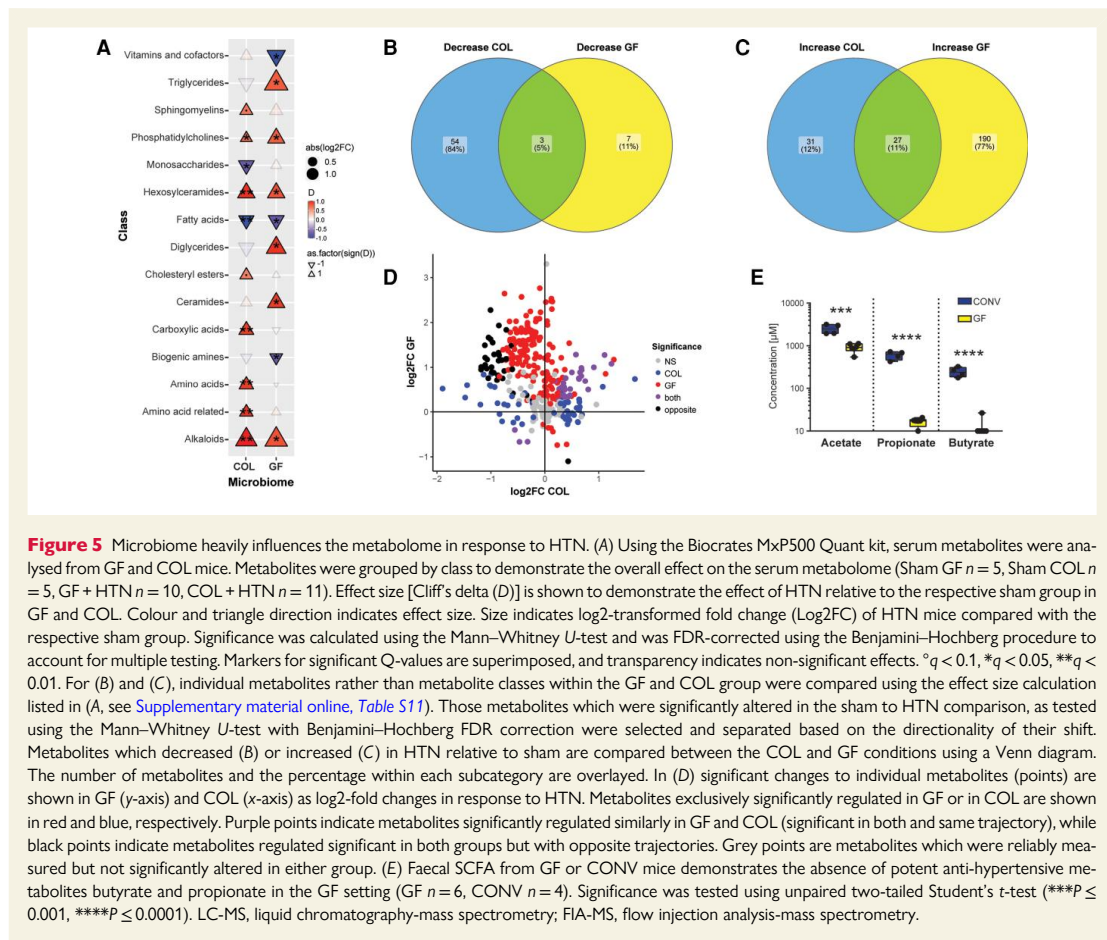 A
Vitamins and cofactors
Triglycerides
Sphingomyelins
Phosphatidylcholines
Monosaccharides
Hexosylceramides
Fatty acids
Diglycerides
Cholesteryl esters
Ceramides
Carboxylic acids
Biogenic amines
Amino acids
Amino acid related
Alkaloids
Class
COL GF
Microbiome
abs(log2FC)
0.5
1.0
D
1.0
0.5
0.0
-0.5
-1.0
as.factor(sign(D))
-1
1
B
Decrease COL Decrease GF
54
(84%)
3
(5%)
7
(11%)
C
Increase COL Increase GF
31
(12%)
27
(11%)
190
(77%)
D
log2FC GF
3
2
1
0
−1
−2 −1 0 1
log2FC COL
Significance
NS
COL
GF
both
opposite
E
Concentration [µM]
10000
1000
100
10
*** **** ****
CONV
GF
Acetate Propionate Butyrate
Figure 5 Microbiome heavily influences the metabolome in response to HTN. (A) Using the Biocrates MxP500 Quant kit, serum metabolites were ana-
lysed from GF and COL mice. Metabolites were grouped by class to demonstrate the overall effect on the serum metabolome (Sham GF n = 5, Sham COL n
= 5, GF + HTN n = 10, COL + HTN n = 11). Effect size [Cliff's delta (D)] is shown to demonstrate the effect of HTN relative to the respective sham group in
GF and COL. Colour and triangle direction indicates effect size. Size indicates log2-transformed fold change (Log2FC) of HTN mice compared with the
respective sham group. Significance was calculated using the Mann–Whitney U-test and was FDR-corrected using the Benjamini–Hochberg procedure to
account for multiple testing. Markers for significant Q-values are superimposed, and transparency indicates non-significant effects. °q < 0.1, *q < 0.05, **q <
0.01. For (B) and (C), individual metabolites rather than metabolite classes within the GF and COL group were compared using the effect size calculation
listed in (A, see Supplementary material online, Table S11). Those metabolites which were significantly altered in the sham to HTN comparison, as tested
using the Mann–Whitney U-test with Benjamini–Hochberg FDR correction were selected and separated based on the directionality of their shift.
Metabolites which decreased (B) or increased (C) in HTN relative to sham are compared between the COL and GF conditions using a Venn diagram.
The number of metabolites and the percentage within each subcategory are overlayed. In (D) significant changes to individual metabolites (points) are
shown in GF (y-axis) and COL (x-axis) as log2-fold changes in response to HTN. Metabolites exclusively significantly regulated in GF or in COL are shown
in red and blue, respectively. Purple points indicate metabolites significantly regulated similarly in GF and COL (significant in both and same trajectory), while
black points indicate metabolites regulated significant in both groups but with opposite trajectories. Grey points are metabolites which were reliably mea-
sured but not significantly altered in either group. (E) Faecal SCFA from GF or CONV mice demonstrates the absence of potent anti-hypertensive me-
tabolites butyrate and propionate in the GF setting (GF n = 6, CONV n = 4). Significance was tested using unpaired two-tailed Student's t-test (***P ≤
0.001, ****P ≤ 0.0001). LC-MS, liquid chromatography-mass spectrometry; FIA-MS, flow injection analysis-mass spectrometry.